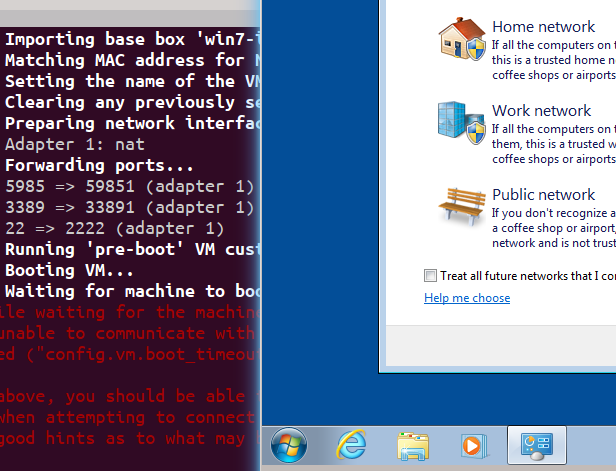 Importing base box 'win7-
Matching MAC address for
Setting the name of the VM
Clearing any previously se
Preparing network interfac
Adapter 1: nat
Forwarding ports...
5985 => 59851 (adapter 1)
3389 => 33891 (adapter 1)
22 => 2222 (adapter 1)
Running 'pre-boot' VM cust
Booting VM...
Waiting for machine to boo
ile waiting for the machine
unable to communicate with
ed ("config.vm.boot_timeou
above, you should be able
when attempting to connect
good hints as to what may
Home network
If all the computers on
this is a trusted home n
coffee shops or airports
Work network
If all the computers on
them, this is a trusted w
coffee shops or airports
Public network
If you don't recognize a
a coffee shop or airport,
network and is not trust
Treat all future networks that I con
Help me choose